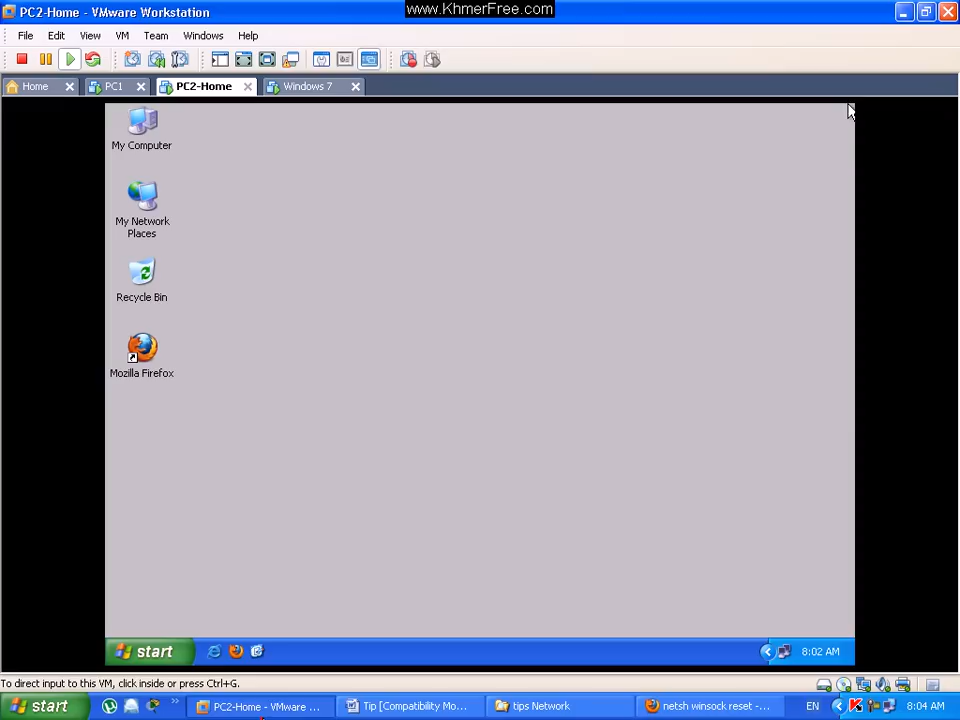 PC2-Home - VMware Workstation
www.KhmerFree.com
File Edit View VM Team Windows Help
Home PC1 PC2-Home Windows 7
My Computer
My Network
Places
Recycle Bin
Mozilla Firefox
start 8:02 AM
To direct input to this VM, click inside or press Ctrl+G.
start PC2-Home - VMware ... Tip [Compatibility Mo... tips Network netsh winsock reset -... EN 8:04 AM